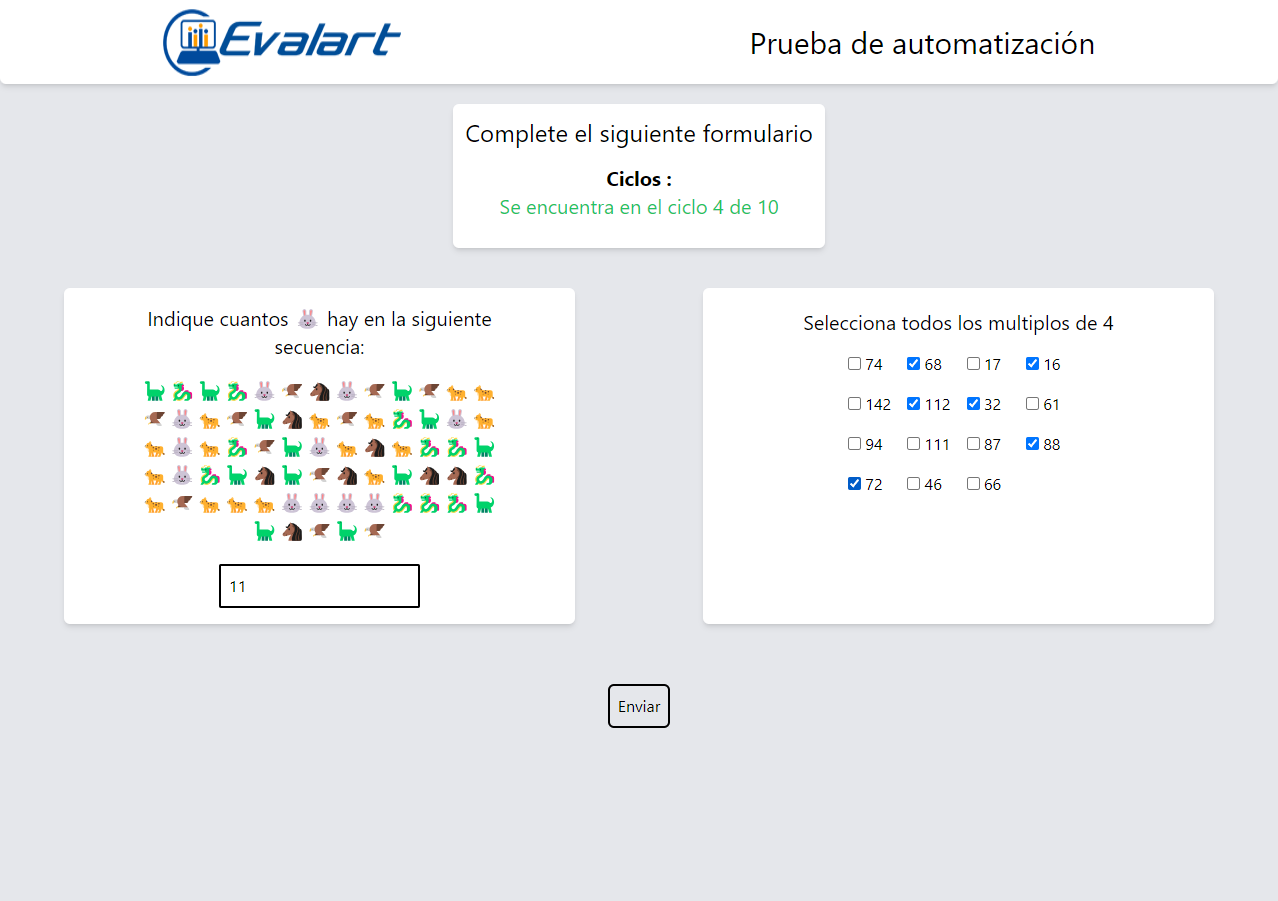 Evalart
Prueba de automatización
Complete el siguiente formulario
Ciclos :
Se encuentra en el ciclo 4 de 10
Indique cuantos 🐰 hay en la siguiente
secuencia:
11
Selecciona todos los multiplos de 4
74 68 17 16
142 112 32 61
94 111 87 88
72 46 66
Enviar